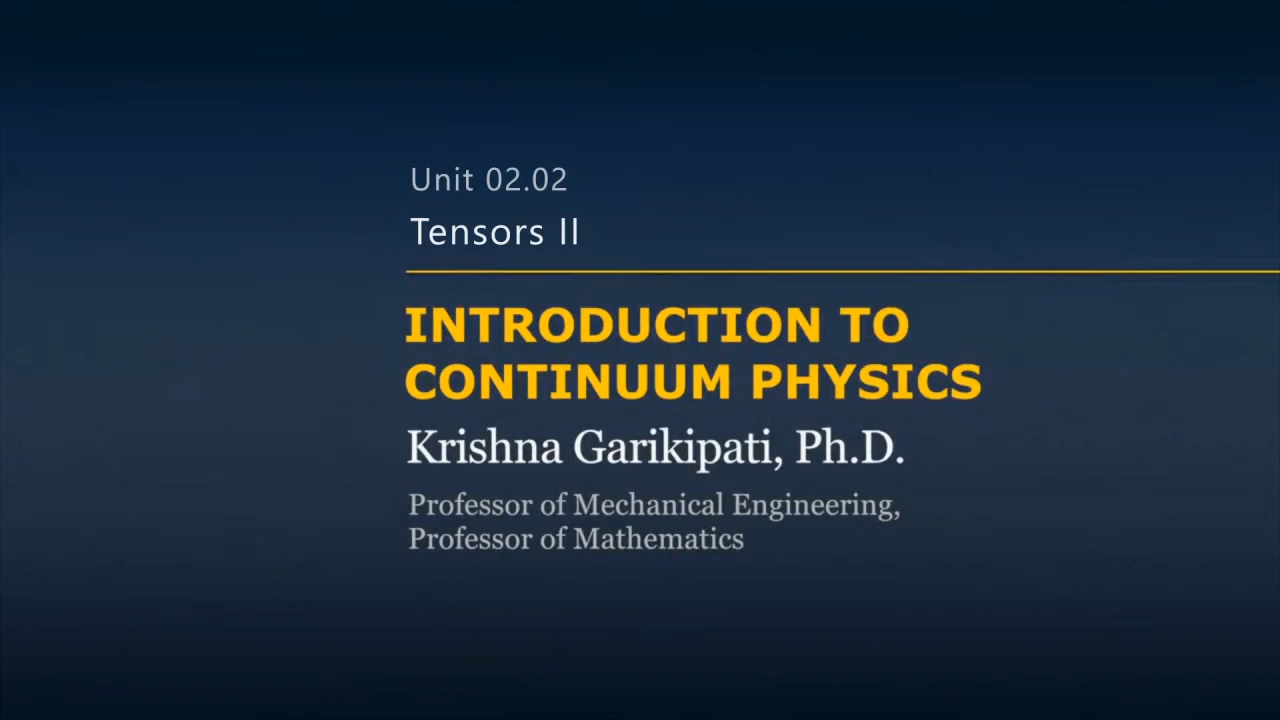 Unit 02.02
Tensors II
INTRODUCTION TO
CONTINUUM PHYSICS
Krishna Garikipati, Ph.D.
Professor of Mechanical Engineering,
Professor of Mathematics